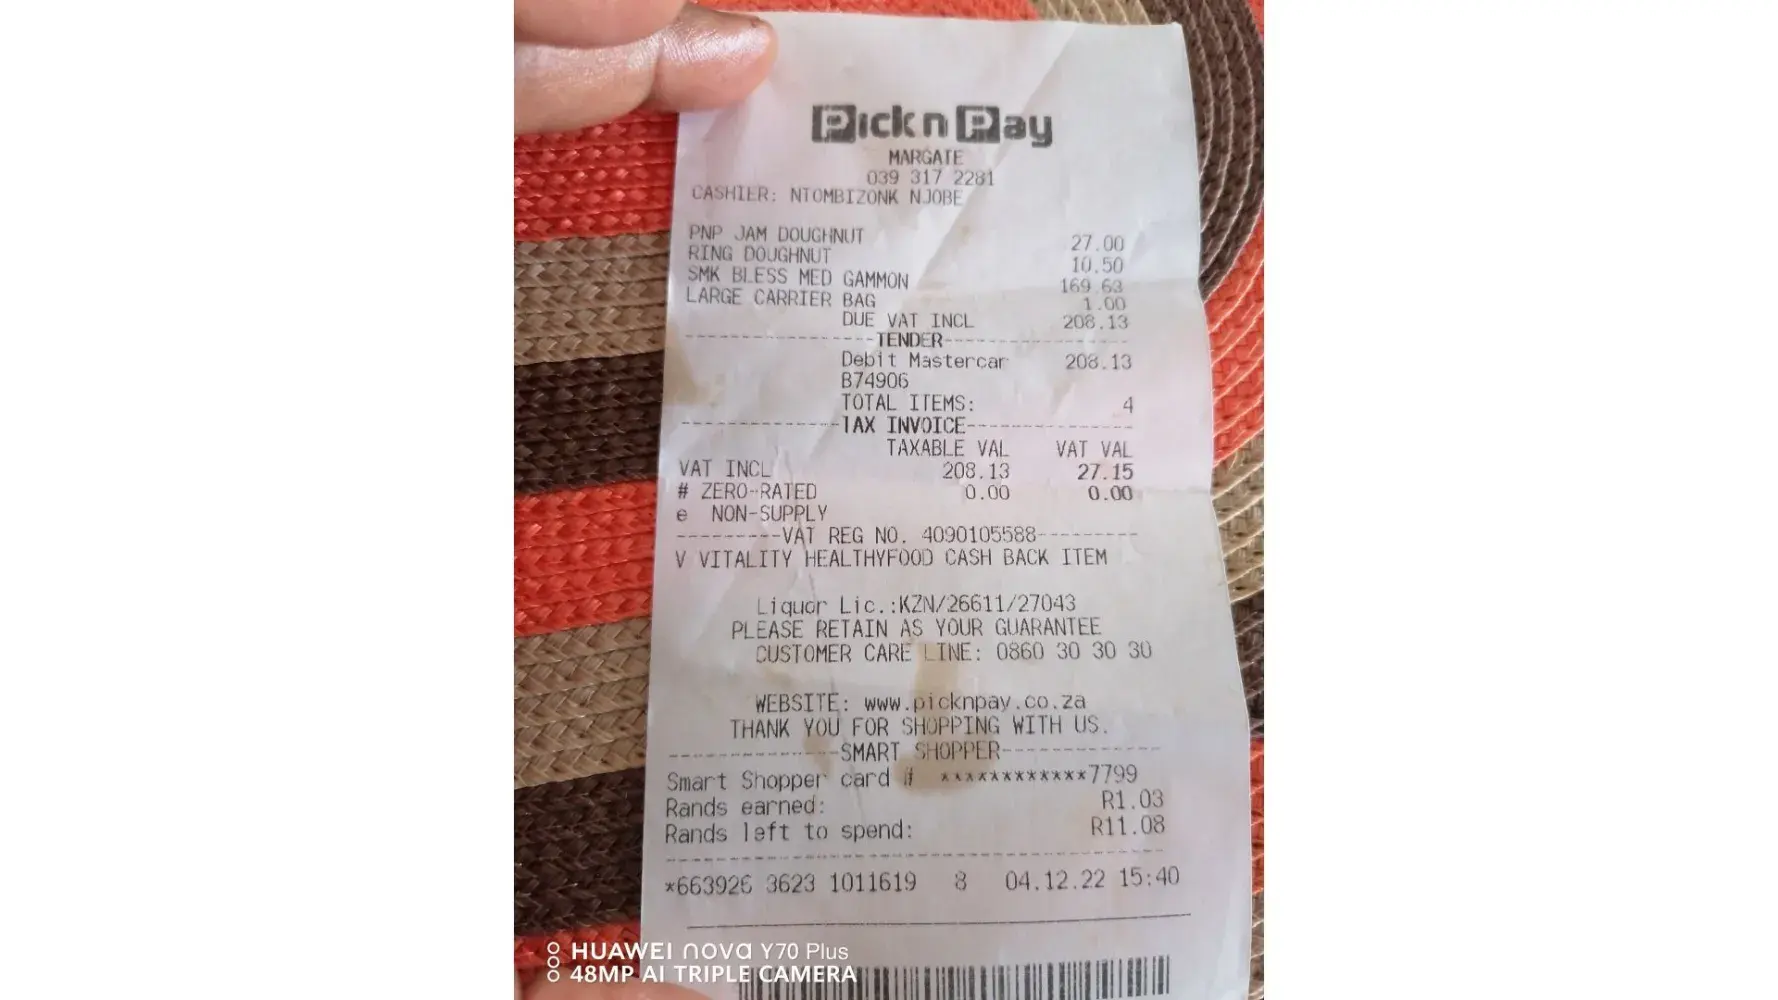 Pick n Pay
MARGATE
039 317 2281
CASHIER: NTOMBIZONK NJOBE
PNP JAM DOUGHNUT 27.00
RING DOUGHNUT 10.50
SMK BLESS MED GAMMON 169.63
LARGE CARRIER BAG 1.00
DUE VAT INCL 208.13
------------------TENDER------------------
Debit Mastercar 208.13
B74906
TOTAL ITEMS: 4
---------------TAX INVOICE---------------
TAXABLE VAL VAT VAL
VAT INCL 208.13 27.15
# ZERO-RATED 0.00 0.00
e NON-SUPPLY
---------VAT REG NO. 4090105588---------
V VITALITY HEALTHYFOOD CASH BACK ITEM
Liquor Lic.:KZN/26611/27043
PLEASE RETAIN AS YOUR GUARANTEE
CUSTOMER CARE LINE: 0860 30 30 30
WEBSITE: www.picknpay.co.za
THANK YOU FOR SHOPPING WITH US.
---------------SMART SHOPPER---------------
Smart Shopper card # ************7799
Rands earned: R1.03
Rands left to spend: R11.08
*663926 3623 1011619 8 04.12.22 15:40
HUAWEI nova Y70 Plus
48MP AI TRIPLE CAMERA